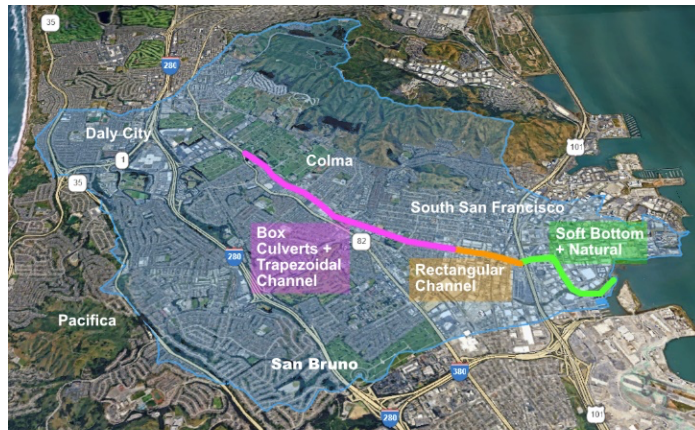 35
82
280
101
Daly City
1
Colma
35
South San Francisco
Box
Culverts +
Trapezoidal
Channel
82
Soft Bottom
+ Natural
280
Rectangular
Channel
Pacifica
San Bruno
380
280
101